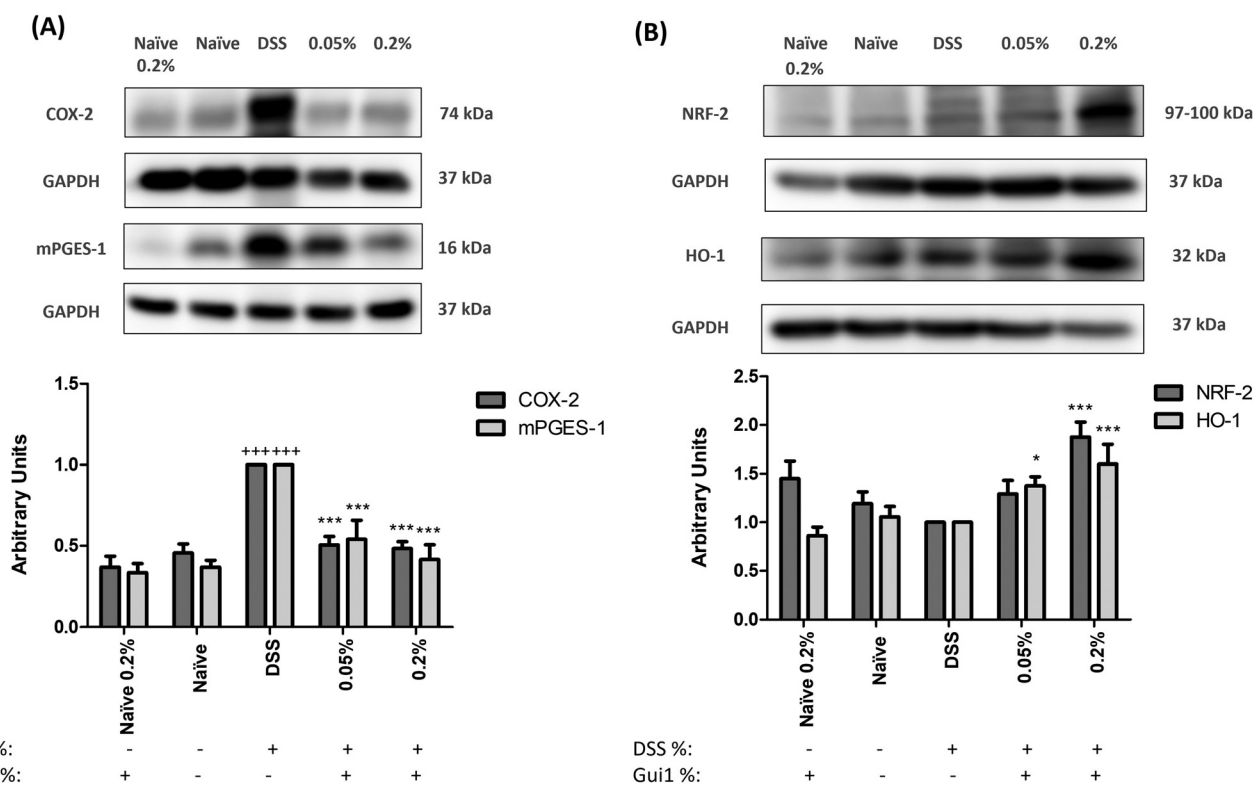 (A)
Naïve 0.2% Naïve DSS 0.05% 0.2%
COX-2 74 kDa
GAPDH 37 kDa
mPGES-1 16 kDa
GAPDH 37 kDa
1.5
1.0
0.5
0.0
Arbitrary Units
COX-2
mPGES-1
++++++
*** ***
*** ***
Naïve 0.2%
Naïve
DSS
0.05%
0.2%
%: - - + + +
%: + - - + +
(B)
Naïve 0.2% Naïve DSS 0.05% 0.2%
NRF-2 97-100 kDa
GAPDH 37 kDa
HO-1 32 kDa
GAPDH 37 kDa
2.5
2.0
1.5
1.0
0.5
0.0
Arbitrary Units
NRF-2
HO-1
*
*** ***
Naïve 0.2%
Naïve
DSS
0.05%
0.2%
DSS %: - - + + +
Gui1 %: + - - + +